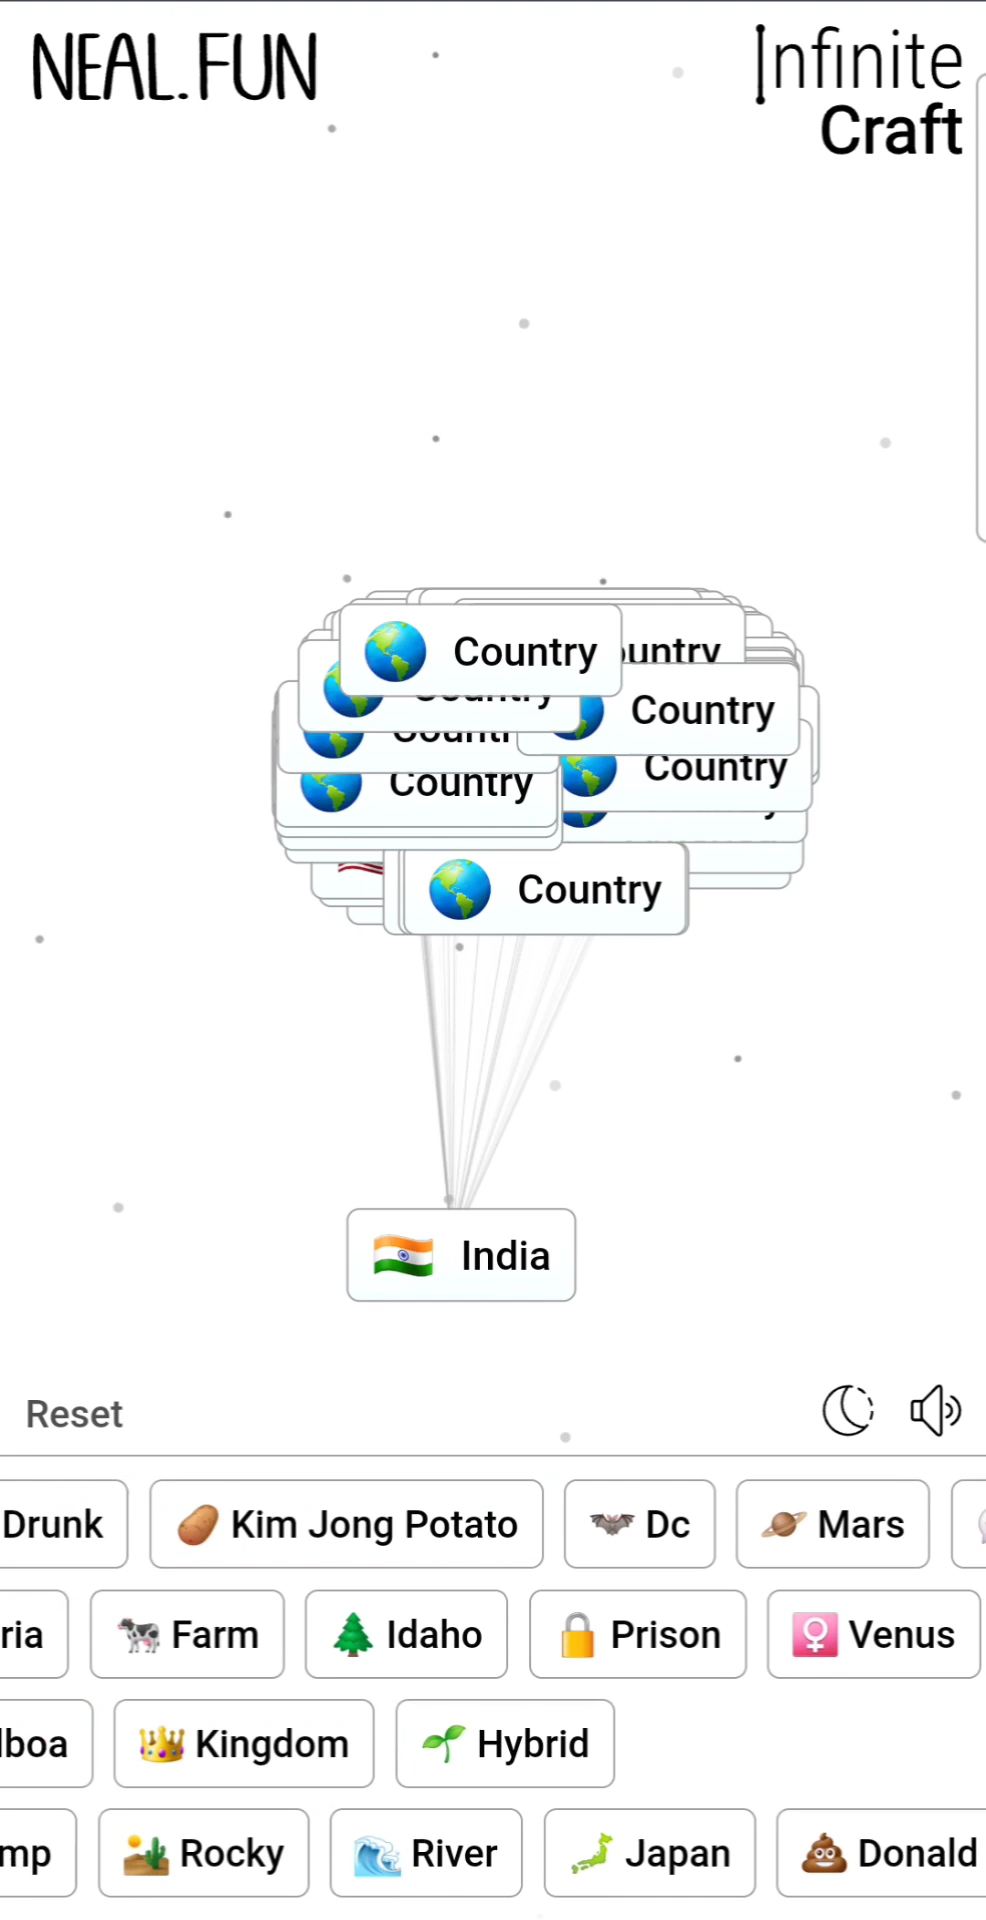 NEAL.FUN
Infinite
Craft
Country
Country
Country
Country
Country
India
Reset
Drunk Kim Jong Potato Dc Mars
Farm Idaho Prison Venus
Kingdom Hybrid
Rocky River Japan Donald